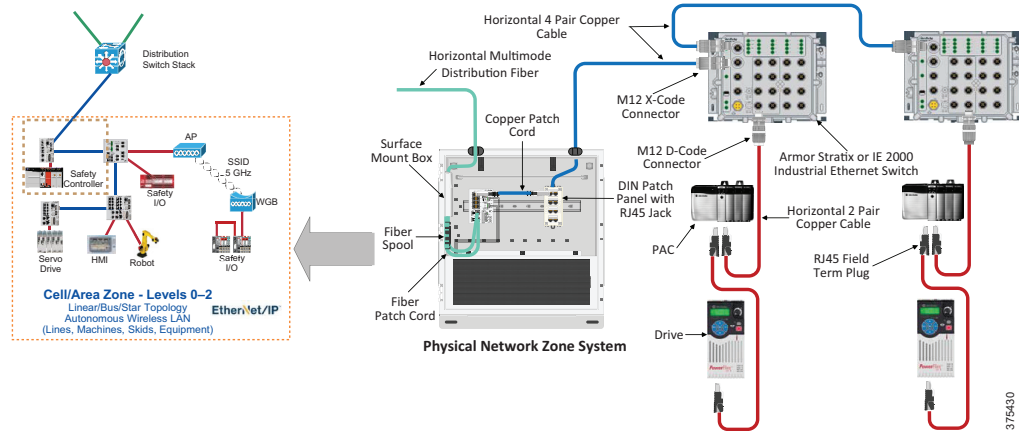 Distribution
Switch Stack
AP
SSID
5 GHz
WGB
Safety
Controller
Safety
I/O
Servo
Drive
HMI
Robot
Safety
I/O
Cell/Area Zone - Levels 0–2
Linear/Bus/Star Topology
Autonomous Wireless LAN
(Lines, Machines, Skids, Equipment)
EtherNet/IP
Horizontal Multimode
Distribution Fiber
Surface
Mount Box
Copper Patch
Cord
Fiber
Spool
Fiber
Patch Cord
DIN Patch
Panel with
RJ45 Jack
Physical Network Zone System
Horizontal 4 Pair Copper
Cable
M12 X-Code
Connector
M12 D-Code
Connector
Armor Stratix or IE 2000
Industrial Ethernet Switch
PAC
Horizontal 2 Pair
Copper Cable
RJ45 Field
Term Plug
Drive
PowerFlex
PowerFlex
375430